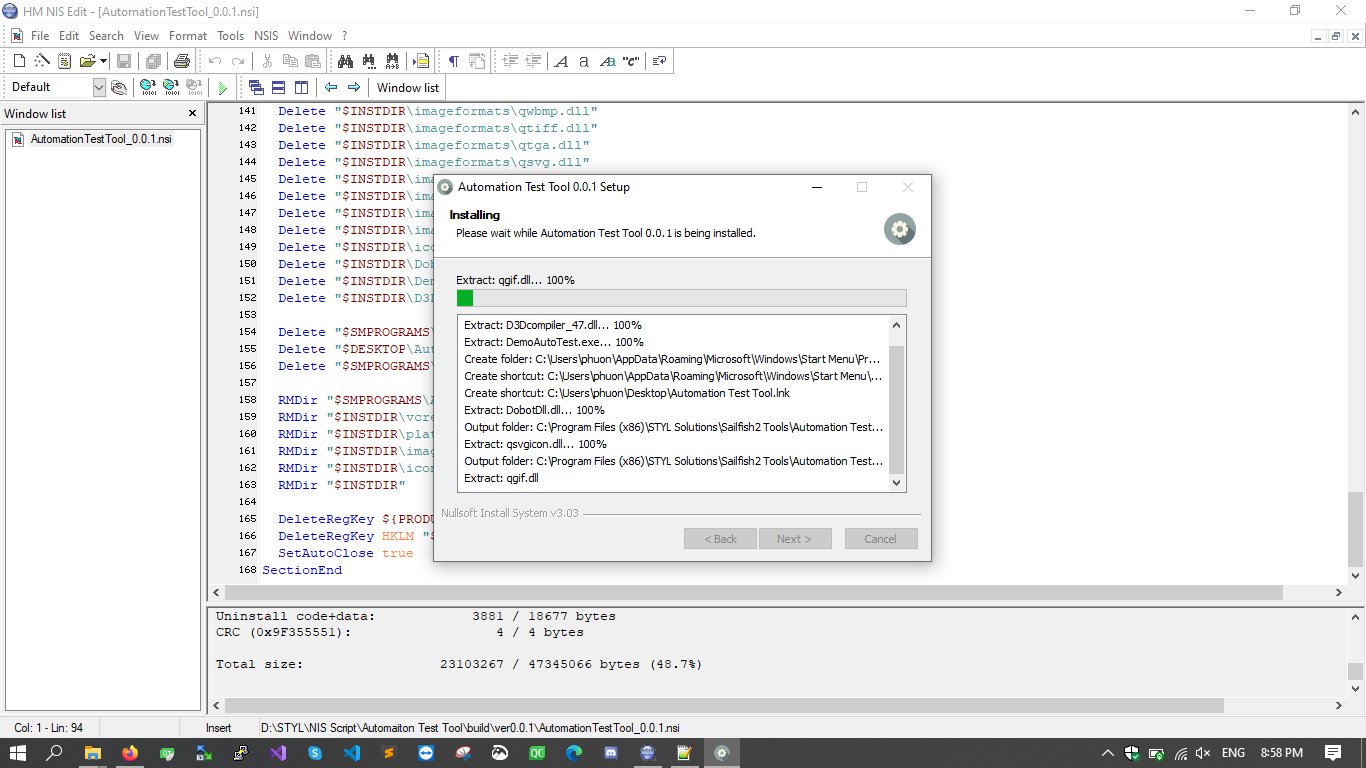 HM NIS Edit - [AutomationTestTool_0.0.1.nsi]
File Edit Search View Format Tools NSIS Window ?
Default Window list
Window list
AutomationTestTool_0.0.1.nsi
141 Delete "$INSTDIR\imageformats\qwbmp.dll"
142 Delete "$INSTDIR\imageformats\qtiff.dll"
143 Delete "$INSTDIR\imageformats\qtga.dll"
144 Delete "$INSTDIR\imageformats\qsvg.dll"
145 Delete "$INSTDIR\ima
146 Delete "$INSTDIR\ima
147 Delete "$INSTDIR\ima
148 Delete "$INSTDIR\ima
149 Delete "$INSTDIR\ico
150 Delete "$INSTDIR\Dob
151 Delete "$INSTDIR\Dem
152 Delete "$INSTDIR\D3D
153
154 Delete "$SMPROGRAMS\
155 Delete "$DESKTOP\Aut
156 Delete "$SMPROGRAMS\
157
158 RMDir "$SMPROGRAMS\A
159 RMDir "$INSTDIR\vcre
160 RMDir "$INSTDIR\plat
161 RMDir "$INSTDIR\imag
162 RMDir "$INSTDIR\icon
163 RMDir "$INSTDIR"
164
165 DeleteRegKey ${PRODU
166 DeleteRegKey HKLM "$
167 SetAutoClose true
168 SectionEnd
Automation Test Tool 0.0.1 Setup
Installing
Please wait while Automation Test Tool 0.0.1 is being installed.
Extract: qgif.dll... 100%
Extract: D3Dcompiler_47.dll... 100%
Extract: DemoAutoTest.exe... 100%
Create folder: C:\Users\phuon\AppData\Roaming\Microsoft\Windows\Start Menu\Pr...
Create shortcut: C:\Users\phuon\AppData\Roaming\Microsoft\Windows\Start Menu\...
Create shortcut: C:\Users\phuon\Desktop\Automation Test Tool.lnk
Extract: DobotDll.dll... 100%
Output folder: C:\Program Files (x86)\STYL Solutions\Sailfish2 Tools\Automation Test...
Extract: qsvgicon.dll... 100%
Output folder: C:\Program Files (x86)\STYL Solutions\Sailfish2 Tools\Automation Test...
Extract: qgif.dll
Nullsoft Install System v3.03
< Back Next > Cancel
Uninstall code+data: 3881 / 18677 bytes
CRC (0x9F355551): 4 / 4 bytes
Total size: 23103267 / 47345066 bytes (48.7%)
Col: 1 - Lin: 94 Insert D:\STYL\NIS Script\Automaiton Test Tool\build\ver0.0.1\AutomationTestTool_0.0.1.nsi
ENG 8:58 PM